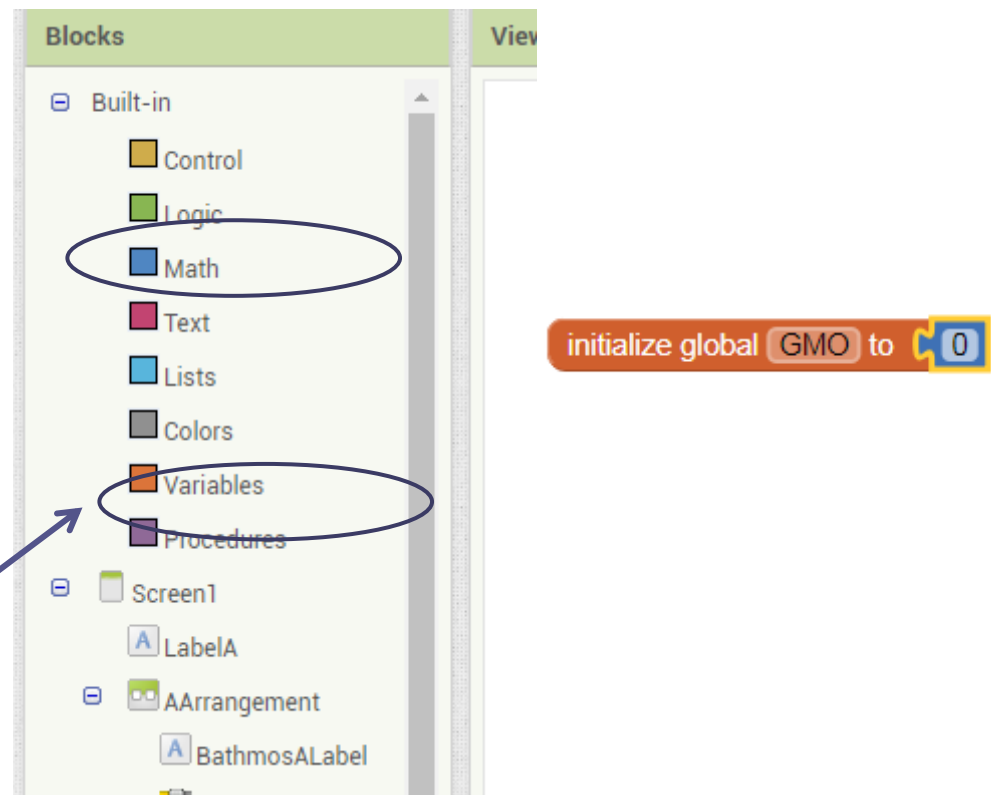 Blocks
Built-in
Control
Logic
Math
Text
Lists
Colors
Variables
Procedures
Screen1
LabelA
AArrangement
BathmosALabel
View
initialize global GMO to 0